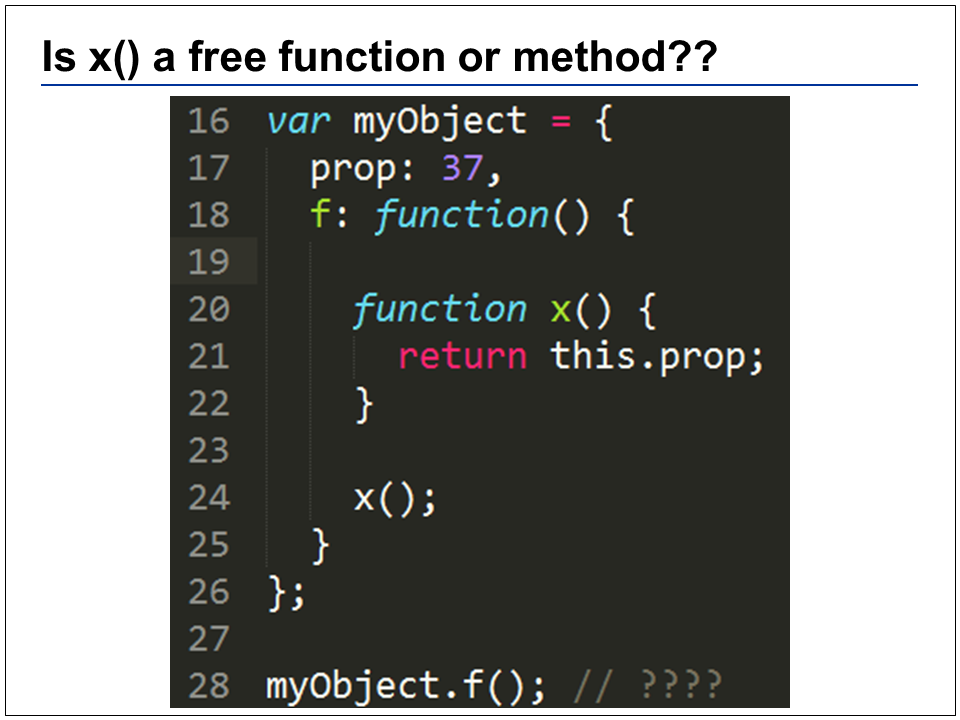 Is x() a free function or method??
16 var myObject = {
17 prop: 37,
18 f: function() {
19
20 function x() {
21 return this.prop;
22 }
23
24 x();
25 }
26 };
27
28 myObject.f(); // ????